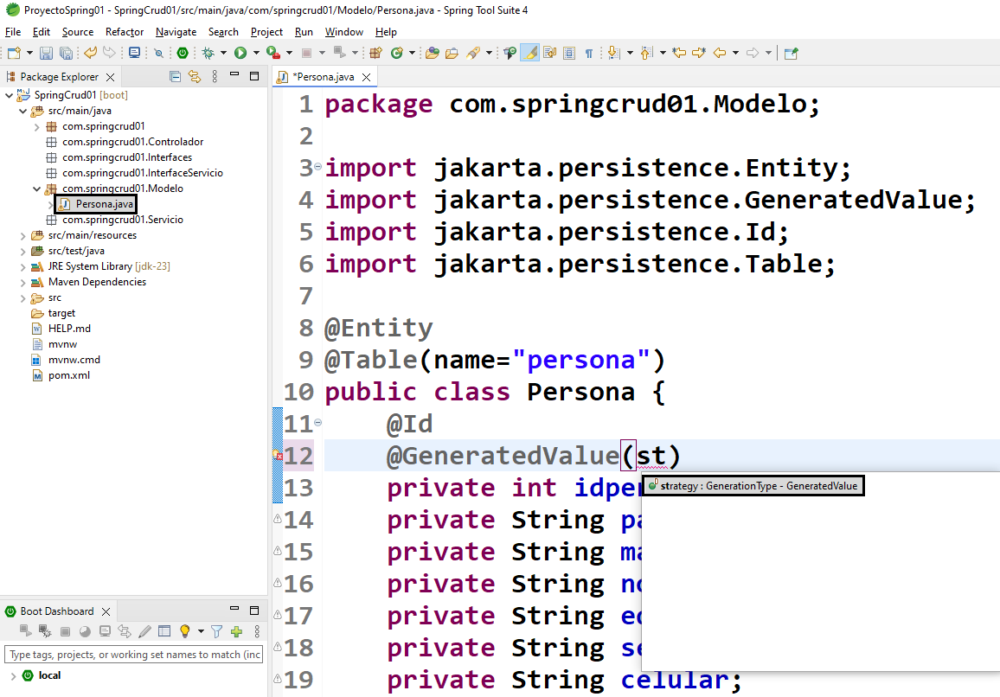 ProyectoSpring01 - SpringCrud01/src/main/java/com/springcrud01/Modelo/Persona.java - Spring Tool Suite 4
File Edit Source Refactor Navigate Search Project Run Window Help
Package Explorer
SpringCrud01 [boot]
src/main/java
com.springcrud01
com.springcrud01.Controlador
com.springcrud01.Interfaces
com.springcrud01.InterfaceServicio
com.springcrud01.Modelo
Persona.java
com.springcrud01.Servicio
src/main/resources
src/test/java
JRE System Library [jdk-23]
Maven Dependencies
src
target
HELP.md
mvnw
mvnw.cmd
pom.xml
Boot Dashboard
Type tags, projects, or working set names to match (inc
local
*Persona.java
1 package com.springcrud01.Modelo;
2
3 import jakarta.persistence.Entity;
4 import jakarta.persistence.GeneratedValue;
5 import jakarta.persistence.Id;
6 import jakarta.persistence.Table;
7
8 @Entity
9 @Table(name="persona")
10 public class Persona {
11 @Id
12 @GeneratedValue(st)
strategy : GenerationType - GeneratedValue
13 private int idpe
14 private String pa
15 private String ma
16 private String no
17 private String
18 private String se
19 private String celular;